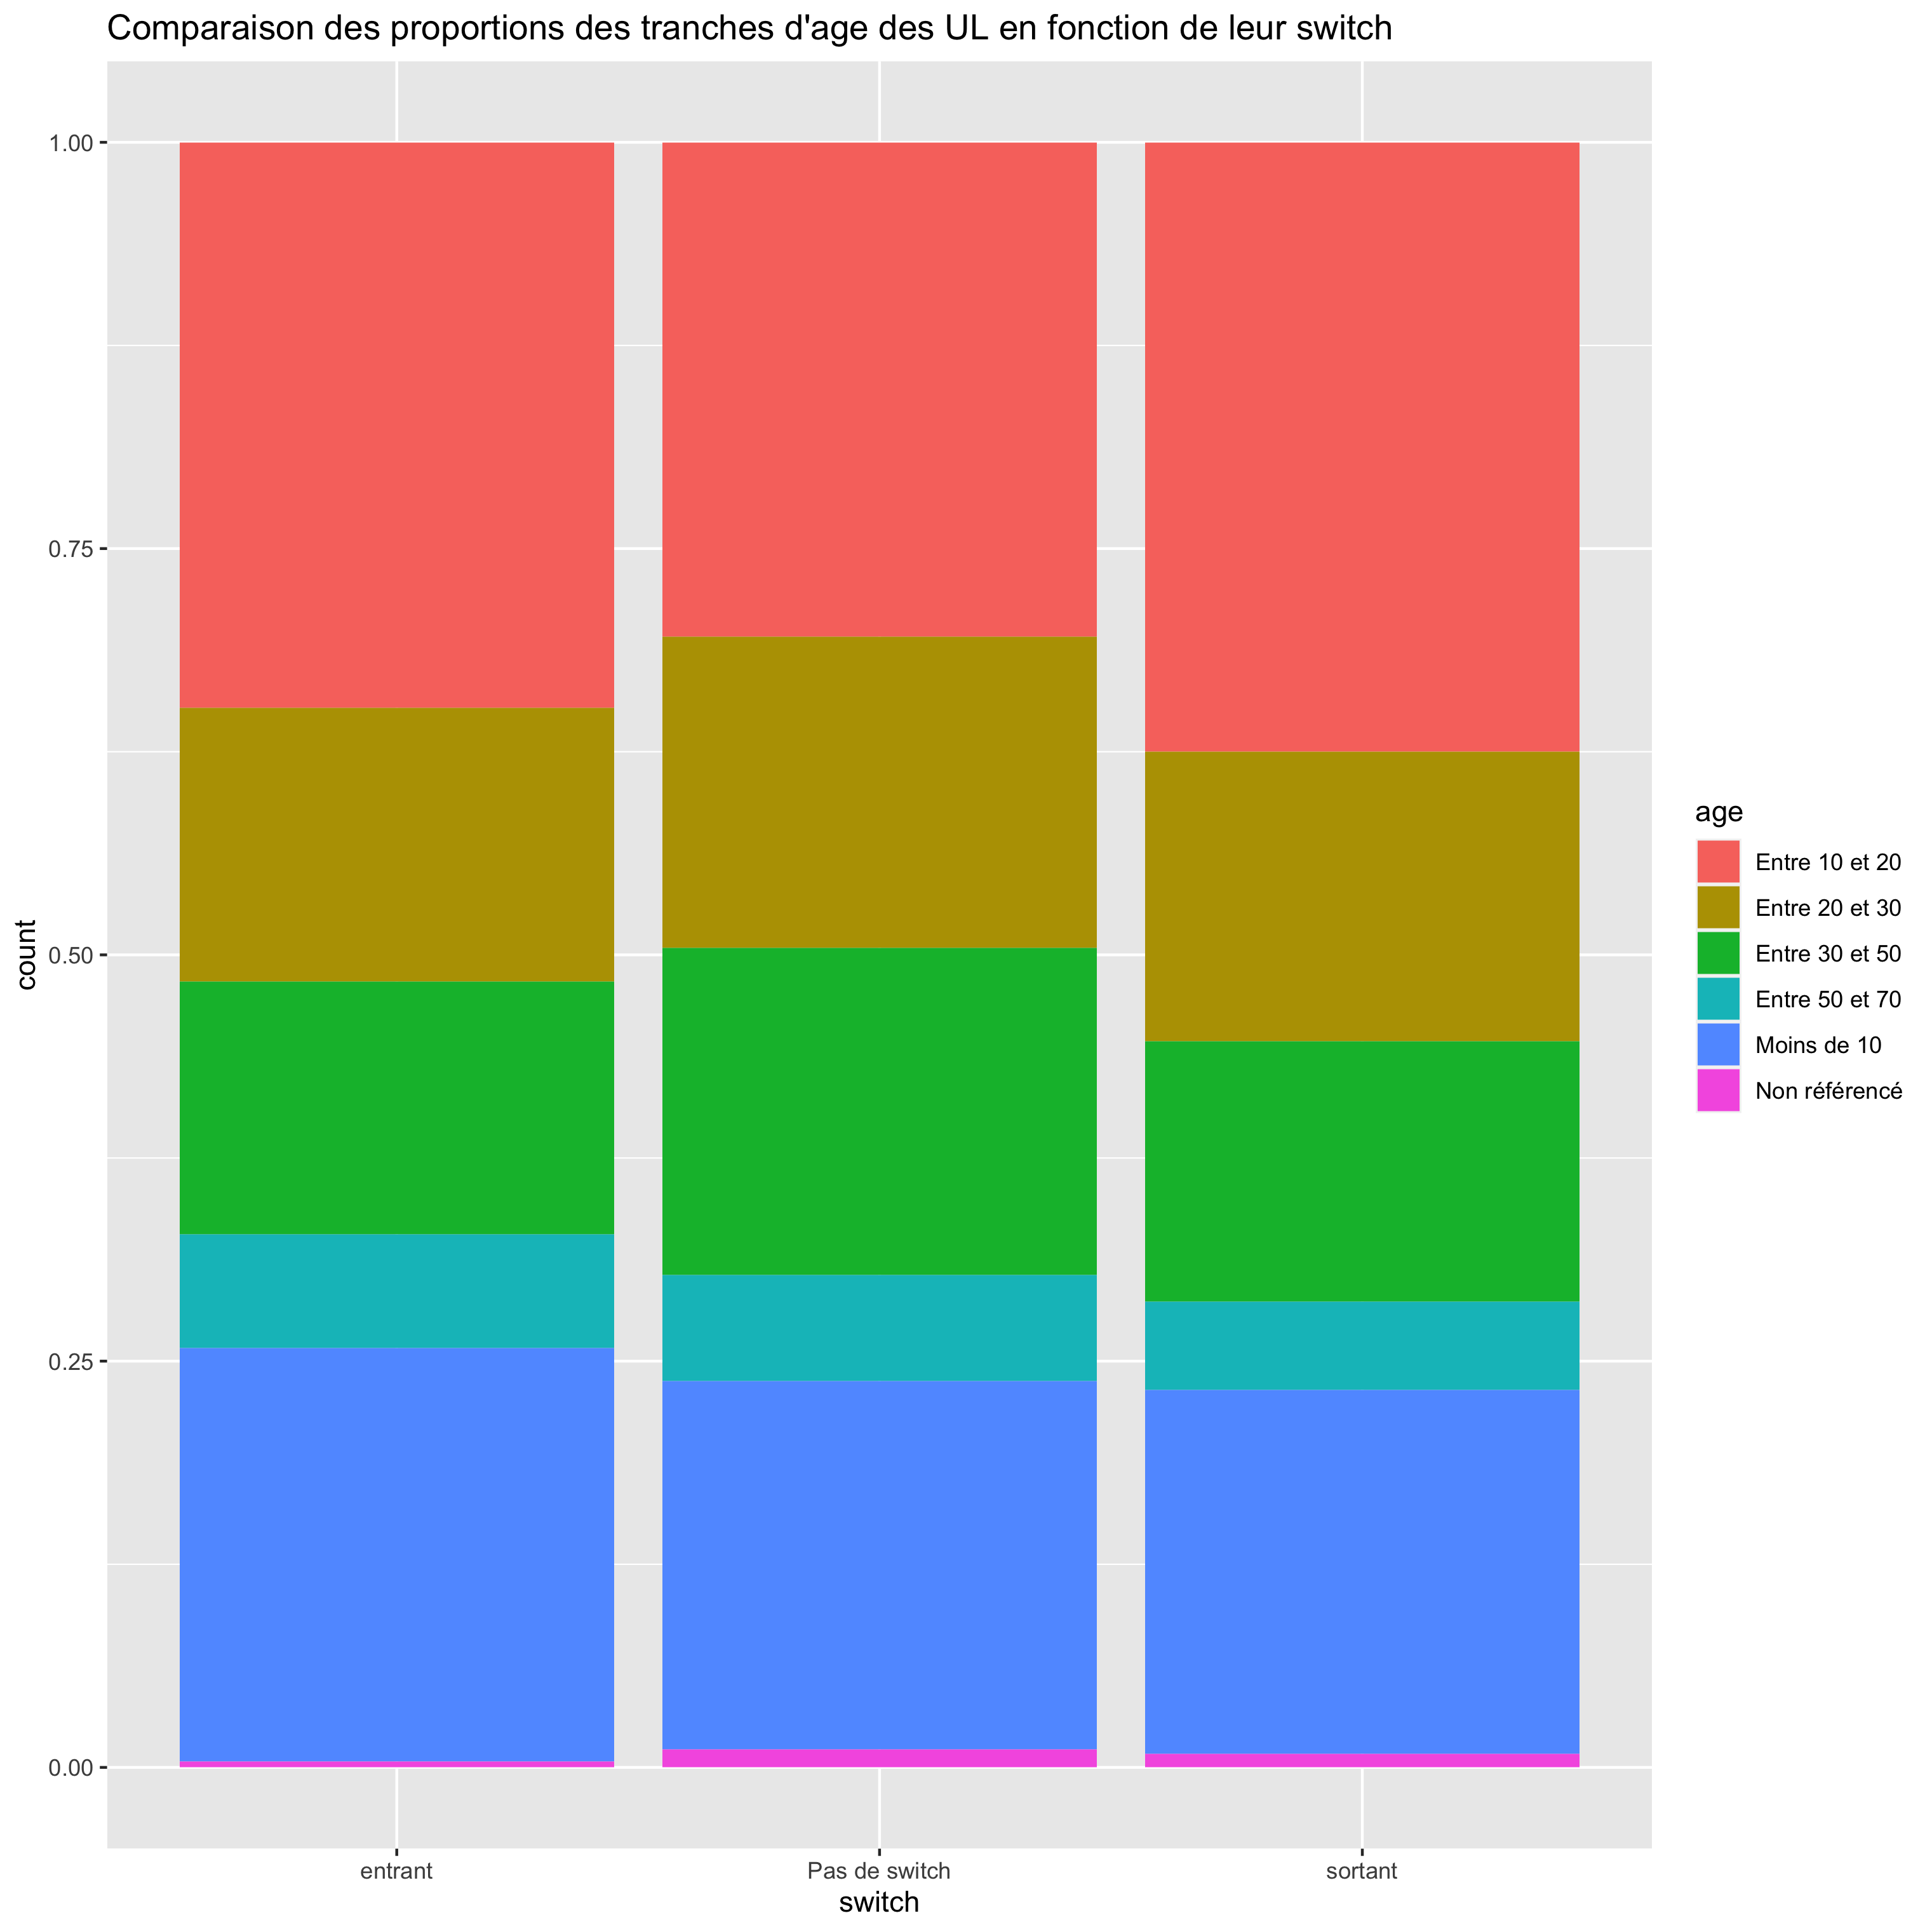 Comparaison des proportions des tranches d'age des UL en fonction de leur switch
1.00
0.75
0.50
0.25
0.00
count
entrant
Pas de switch
sortant
switch
age
Entre 10 et 20
Entre 20 et 30
Entre 30 et 50
Entre 50 et 70
Moins de 10
Non référencé